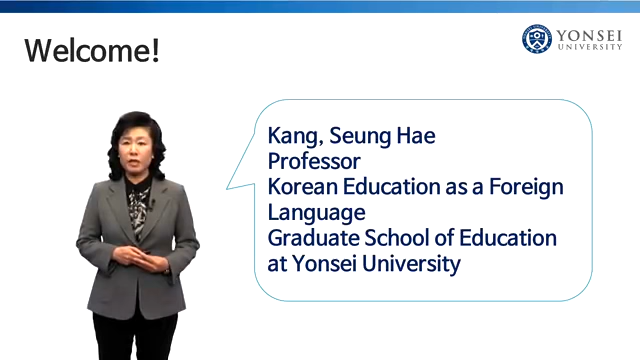 Welcome!
YONSEI
UNIVERSITY
Kang, Seung Hae
Professor
Korean Education as a Foreign
Language
Graduate School of Education
at Yonsei University